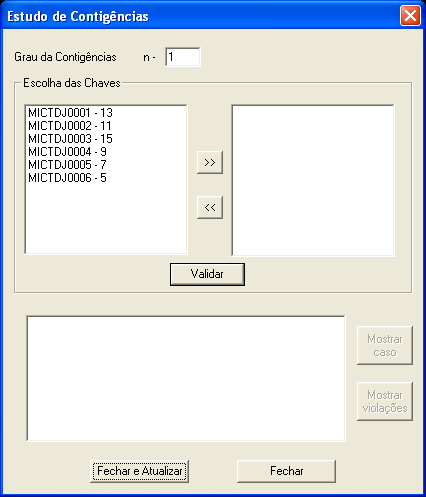 Estudo de Contigências
Grau da Contigências n - 1
Escolha das Chaves
MICTDJ0001 - 13
MICTDJ0002 - 11
MICTDJ0003 - 15
MICTDJ0004 - 9
MICTDJ0005 - 7
MICTDJ0006 - 5
>>
<<
Validar
Mostrar
caso
Mostrar
violações
Fechar e Atualizar Fechar